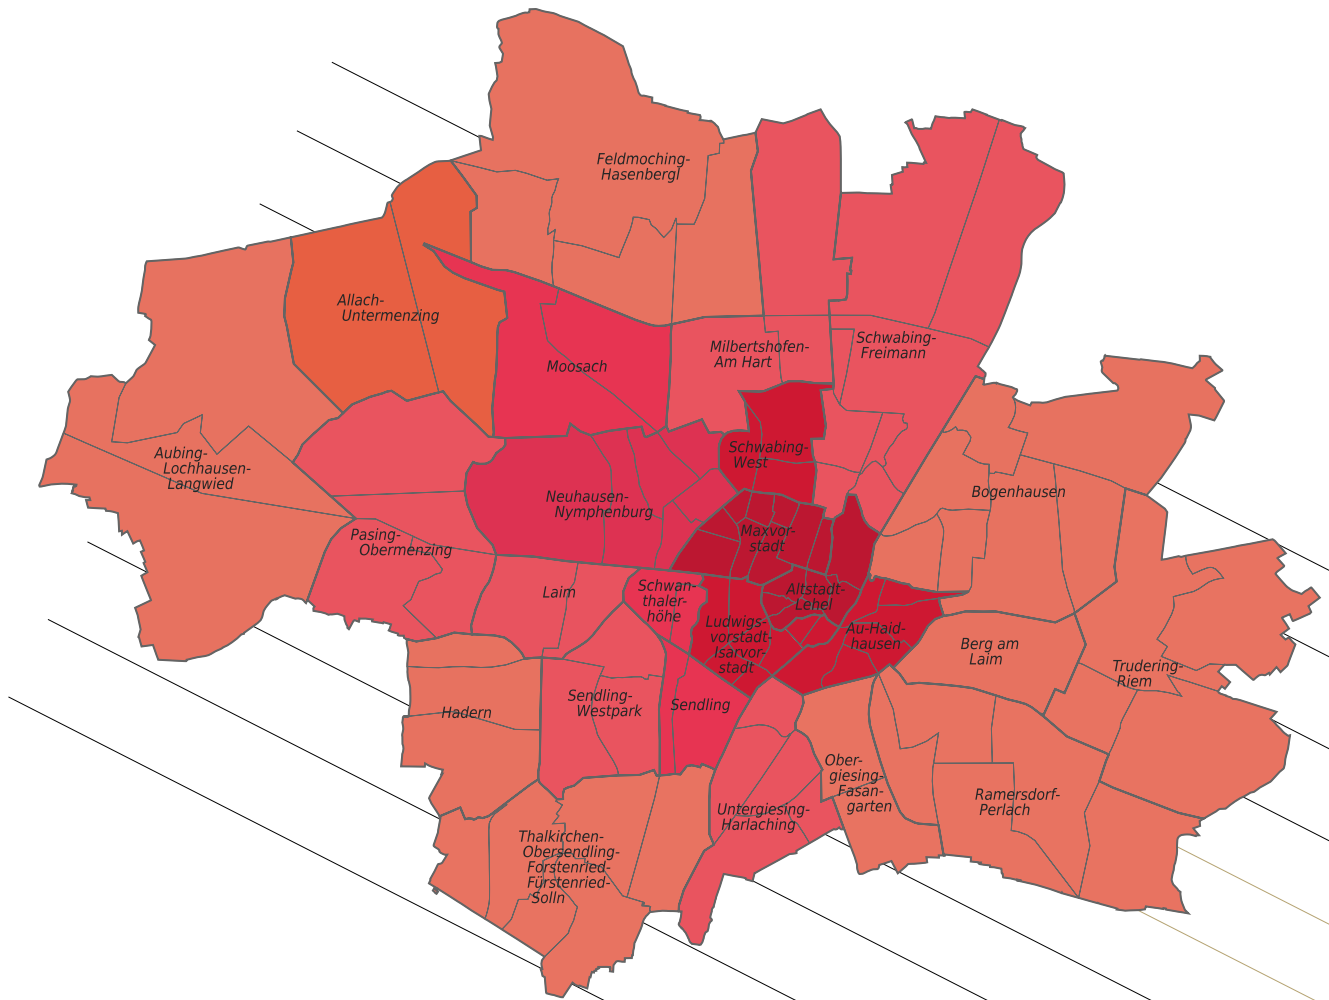 Feldmoching-
Hasenbergl
Allach-
Untermenzing
Moosach
Milbertshofen-
Am Hart
Schwabing-
Freimann
Aubing-
Lochhausen-
Langwied
Schwabing-
West
Neuhausen-
Nymphenburg
Bogenhausen
Pasing-
Obermenzing
Maxvor-
stadt
Laim
Schwan-
thaler-
höhe
Altstadt-
Lehel
Ludwigs-
vorstadt-
Isarvor-
stadt
Au-Haid-
hausen
Berg am
Laim
Trudering-
Riem
Hadern
Sendling-
Westpark
Sendling
Ober-
giesing-
Fasan-
garten
Untergiesing-
Harlaching
Ramersdorf-
Perlach
Thalkirchen-
Obersendling-
Forstenried-
Fürstenried-
Solln